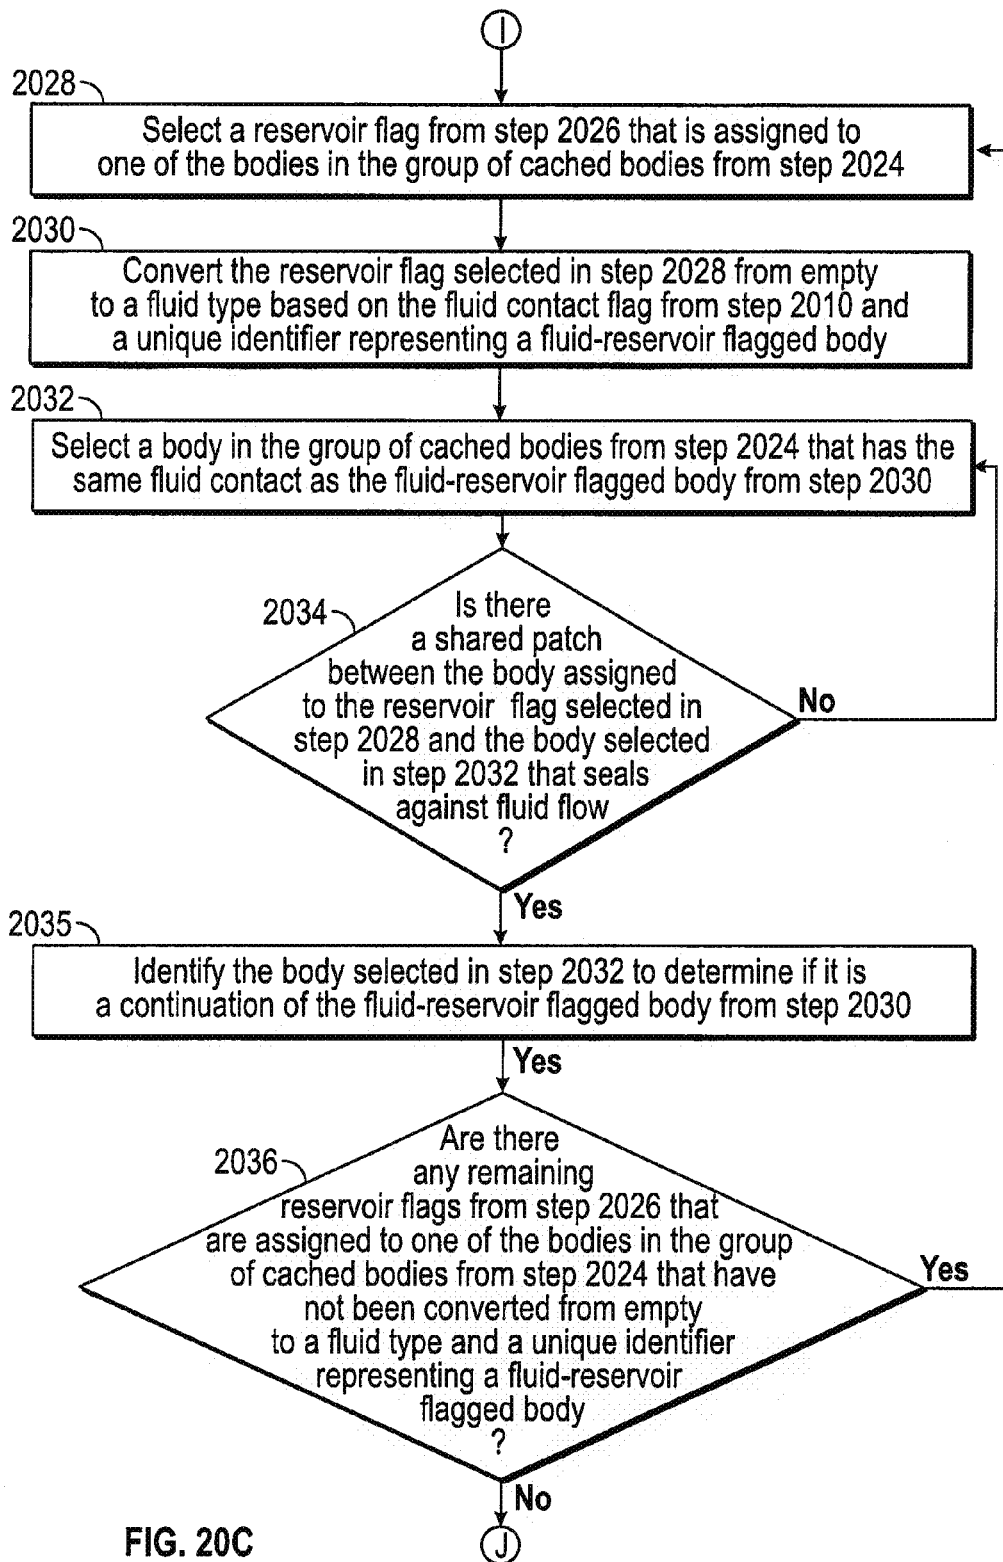 I
2028
Select a reservoir flag from step 2026 that is assigned to
one of the bodies in the group of cached bodies from step 2024
2030
Convert the reservoir flag selected in step 2028 from empty
to a fluid type based on the fluid contact flag from step 2010 and
a unique identifier representing a fluid-reservoir flagged body
2032
Select a body in the group of cached bodies from step 2024 that has the
same fluid contact as the fluid-reservoir flagged body from step 2030
2034
Is there
a shared patch
between the body assigned
to the reservoir flag selected in
step 2028 and the body selected
in step 2032 that seals
against fluid flow
?
No
Yes
2035
Identify the body selected in step 2032 to determine if it is
a continuation of the fluid-reservoir flagged body from step 2030
Yes
2036
Are there
any remaining
reservoir flags from step 2026 that
are assigned to one of the bodies in the group
of cached bodies from step 2024 that have
not been converted from empty
to a fluid type and a unique identifier
representing a fluid-reservoir
flagged body
?
Yes
No
J
FIG. 20C